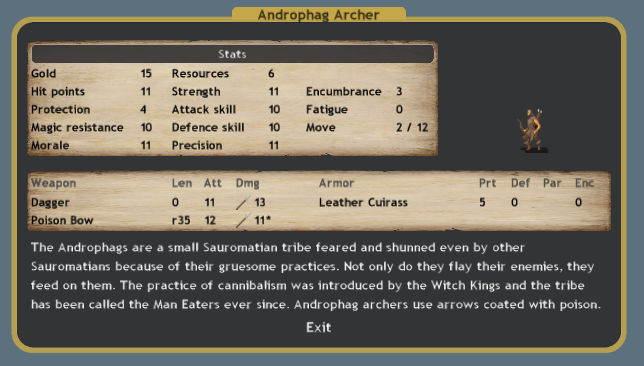 Androphag Archer
Stats
Gold 15 Resources 6
Hit points 11 Strength 11 Encumbrance 3
Protection 4 Attack skill 10 Fatigue 0
Magic resistance 10 Defence skill 10 Move 2 / 12
Morale 11 Precision 11
Weapon Len Att Dmg Armor Prt Def Par Enc
Dagger 0 11 13 Leather Cuirass 5 0 0
Poison Bow r35 12 11*
The Androphags are a small Sauromatian tribe feared and shunned even by other
Sauromatians because of their gruesome practices. Not only do they flay their enemies, they
feed on them. The practice of cannibalism was introduced by the Witch Kings and the tribe
has been called the Man Eaters ever since. Androphag archers use arrows coated with poison.
Exit